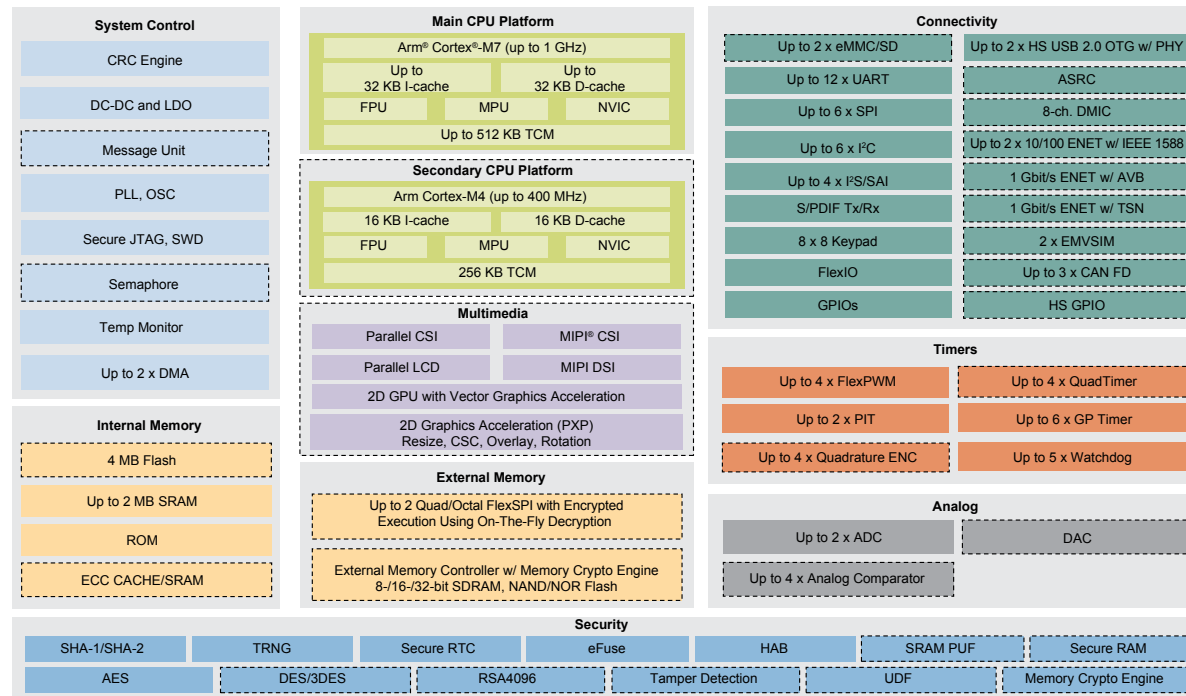 System Control
CRC Engine
DC-DC and LDO
Message Unit
PLL, OSC
Secure JTAG, SWD
Semaphore
Temp Monitor
Up to 2 x DMA
Internal Memory
4 MB Flash
Up to 2 MB SRAM
ROM
ECC CACHE/SRAM
Main CPU Platform
Arm® Cortex®-M7 (up to 1 GHz)
Up to
32 KB I-cache
Up to
32 KB D-cache
FPU
MPU
NVIC
Up to 512 KB TCM
Secondary CPU Platform
Arm Cortex-M4 (up to 400 MHz)
16 KB I-cache
16 KB D-cache
FPU
MPU
NVIC
256 KB TCM
Multimedia
Parallel CSI
MIPI® CSI
Parallel LCD
MIPI DSI
2D GPU with Vector Graphics Acceleration
2D Graphics Acceleration (PXP)
Resize, CSC, Overlay, Rotation
External Memory
Up to 2 Quad/Octal FlexSPI with Encrypted
Execution Using On-The-Fly Decryption
External Memory Controller w/ Memory Crypto Engine
8-/16-/32-bit SDRAM, NAND/NOR Flash
Connectivity
Up to 2 x eMMC/SD
Up to 2 x HS USB 2.0 OTG w/ PHY
Up to 12 x UART
ASRC
Up to 6 x SPI
8-ch. DMIC
Up to 6 x I²C
Up to 2 x 10/100 ENET w/ IEEE 1588
Up to 4 x I²S/SAI
1 Gbit/s ENET w/ AVB
S/PDIF Tx/Rx
1 Gbit/s ENET w/ TSN
8 x 8 Keypad
2 x EMVSIM
FlexIO
Up to 3 x CAN FD
GPIOs
HS GPIO
Timers
Up to 4 x FlexPWM
Up to 4 x QuadTimer
Up to 2 x PIT
Up to 6 x GP Timer
Up to 4 x Quadrature ENC
Up to 5 x Watchdog
Analog
Up to 2 x ADC
DAC
Up to 4 x Analog Comparator
Security
SHA-1/SHA-2
TRNG
Secure RTC
eFuse
HAB
SRAM PUF
Secure RAM
AES
DES/3DES
RSA4096
Tamper Detection
UDF
Memory Crypto Engine